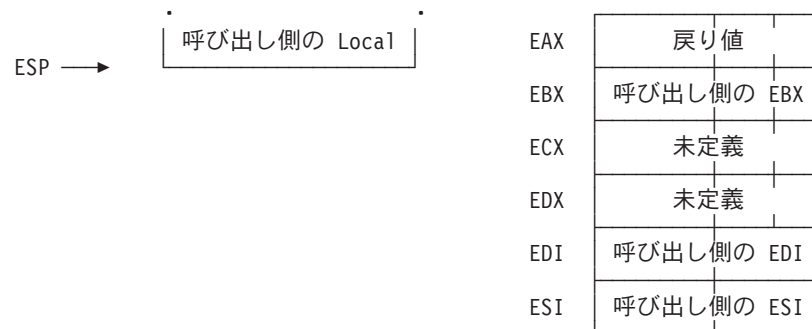 呼び出し側の Local
ESP
EAX 戻り値
EBX 呼び出し側の EBX
ECX 未定義
EDX 未定義
EDI 呼び出し側の EDI
ESI 呼び出し側の ESI